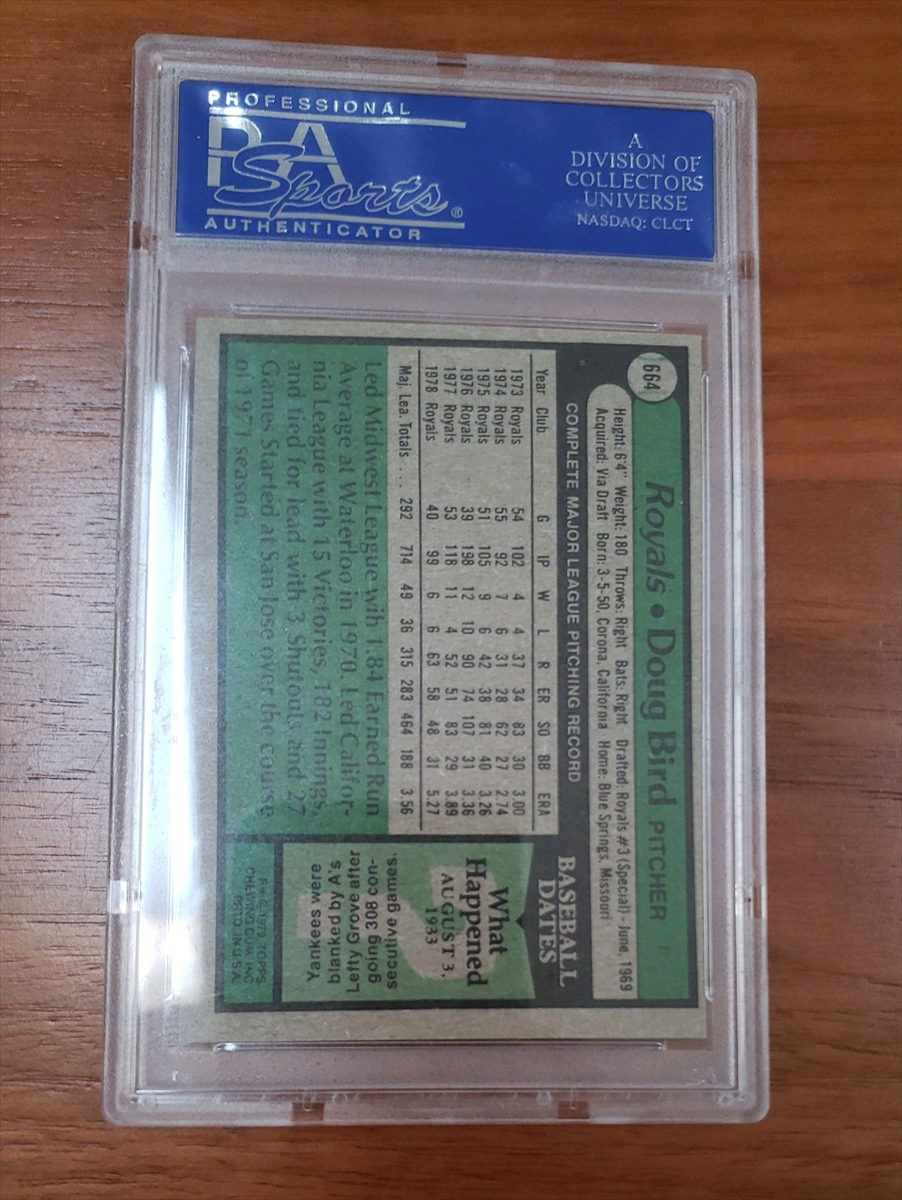 PROFESSIONAL
PSA
Sports®
AUTHENTICATOR
A
DIVISION OF
COLLECTORS
UNIVERSE
NASDAQ: CLCT
664
Royals • Doug Bird PITCHER
Height: 6'4" Weight: 180 Throws: Right Bats: Right Drafted: Royals #3 (Special) - June, 1969
Acquired: Via Draft Born: 3-5-50, Corona, California Home: Blue Springs, Missouri
COMPLETE MAJOR LEAGUE PITCHING RECORD
Year Club G IP W L R ER SO BB ERA
1973 Royals 54 102 4 4 37 34 83 30 3.00
1974 Royals 55 92 7 6 31 28 62 27 2.74
1975 Royals 51 105 9 6 42 38 81 40 3.26
1976 Royals 39 198 12 10 90 74 107 31 3.36
1977 Royals 53 118 11 4 52 51 83 29 3.89
1978 Royals 40 99 6 6 63 58 48 31 5.27
Maj. Lea. Totals . . . 292 714 49 36 315 283 464 188 3.56
Led Midwest League wih 1.84 Earned Run
Average at Waterloo in 1970. Led Califor-
nia League with 15 Victories, 182 Innings,
and tied for lead with 3 Shutouts and 27
Games Started at San Jose over the course
of 1971 season.
BASEBALL
DATES
What
Happened
AUGUST 3,
1933
Yankees were
blanked by A's
Lefty Grove after
going 308 con-
secutive games.
© 1979 TOPPS
CHEWING GUM, INC.
PRTD. IN U.S.A.